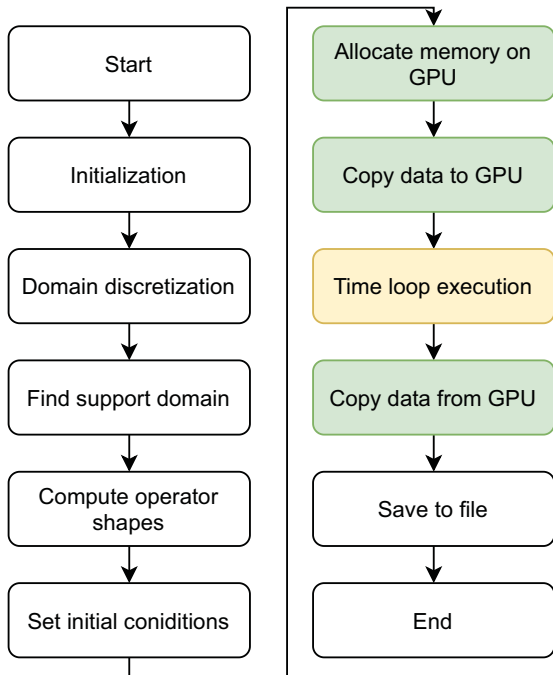 Start
Initialization
Domain discretization
Find support domain
Compute operator
shapes
Set initial coniditions
Allocate memory on
GPU
Copy data to GPU
Time loop execution
Copy data from GPU
Save to file
End